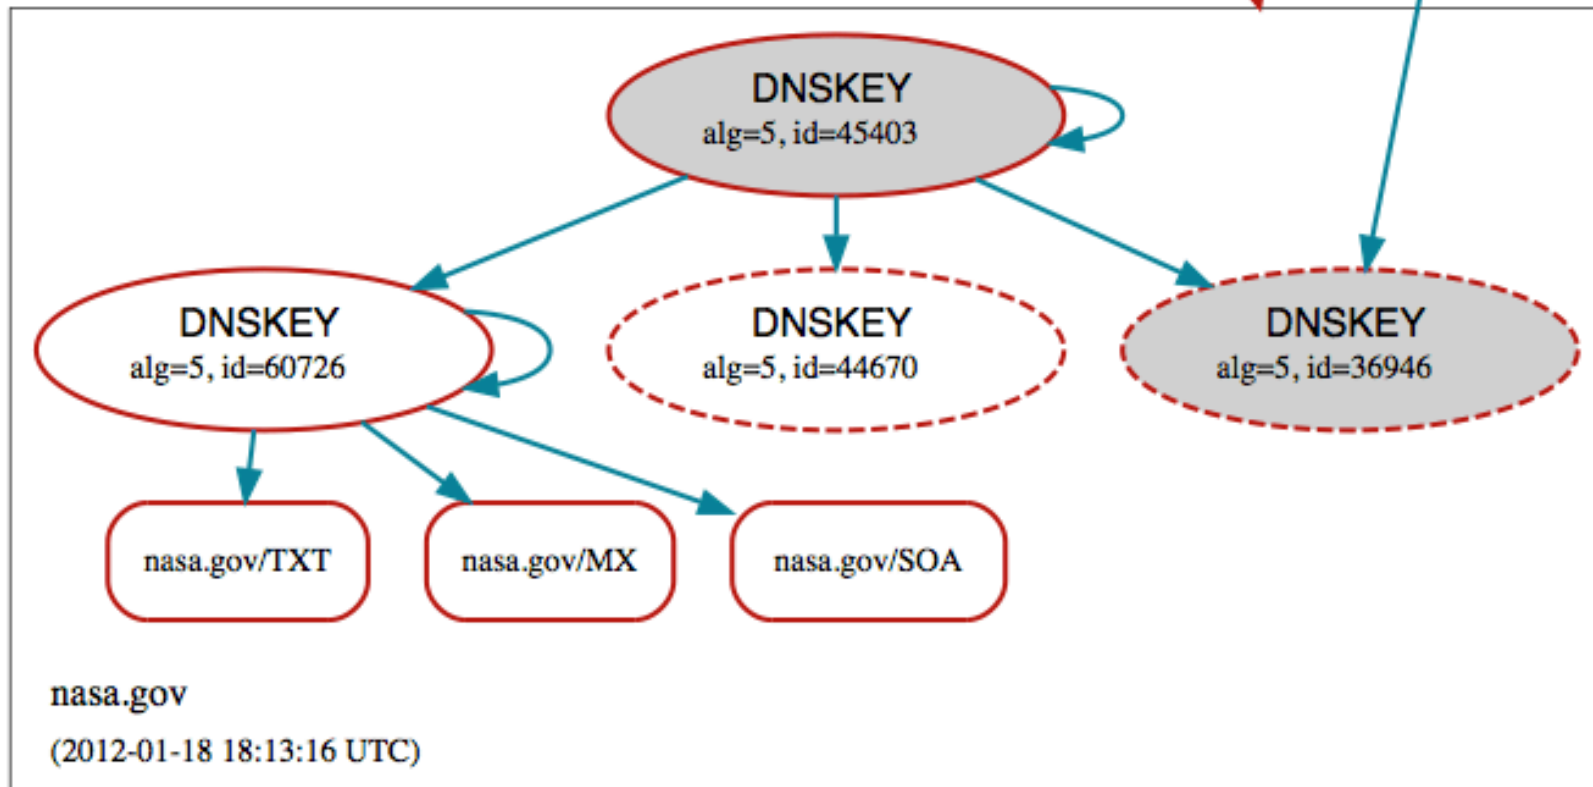 DNSKEY
alg=5, id=45403
DNSKEY
alg=5, id=60726
DNSKEY
alg=5, id=44670
DNSKEY
alg=5, id=36946
nasa.gov/TXT
nasa.gov/MX
nasa.gov/SOA
nasa.gov
(2012-01-18 18:13:16 UTC)